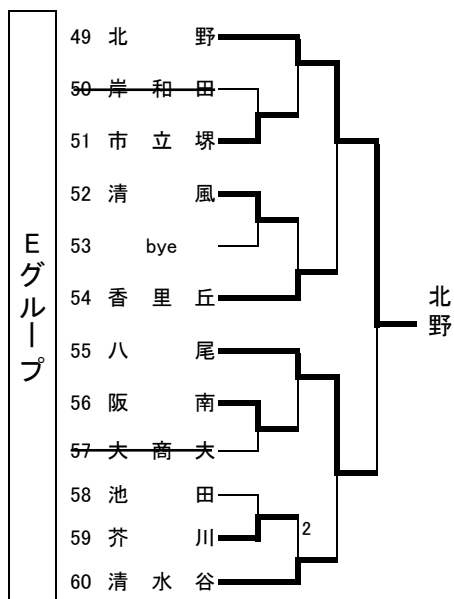 Eグループ
49 北野
50 岸和田
51 市立堺
52 清風
53 bye
54 香里丘
55 八尾
56 阪南
57 大商大
58 池田
59 芥川
60 清水谷
2
北野